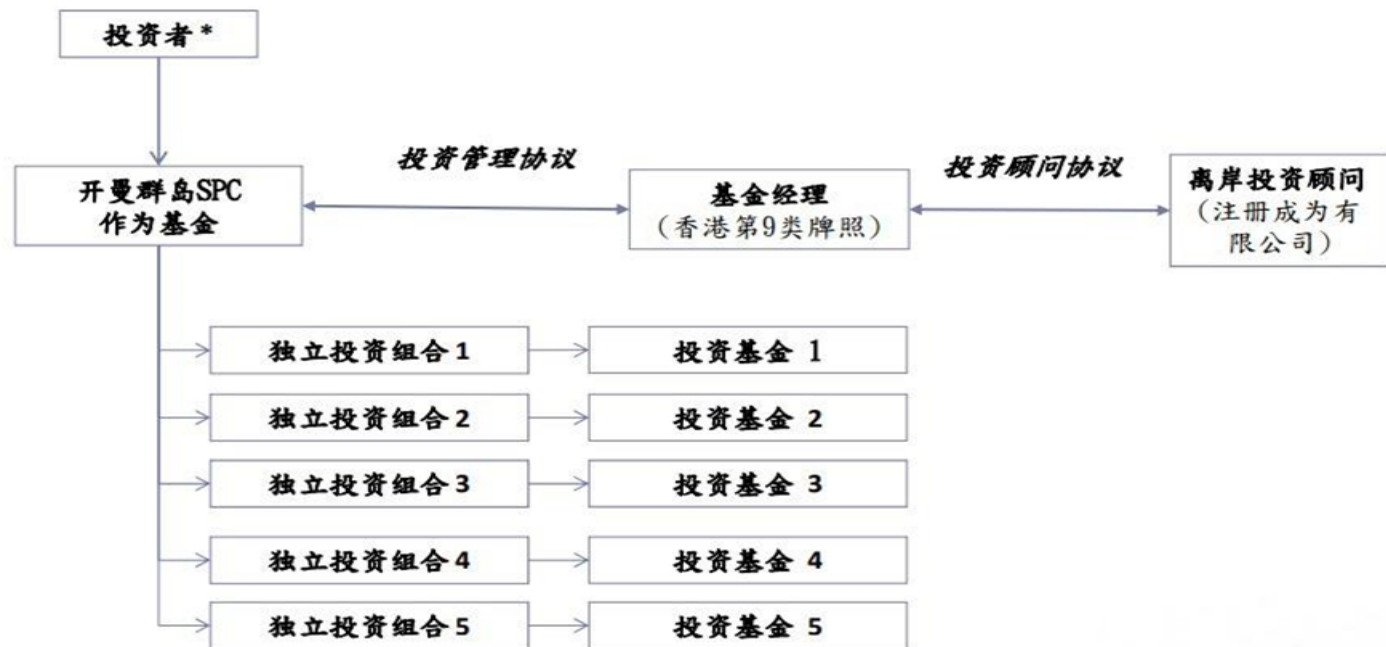 投资者*
投资管理协议
投资顾问协议
开曼群岛SPC
作为基金
基金经理
（香港第9类牌照）
离岸投资顾问
（注册成为有
限公司）
独立投资组合1
投资基金 1
独立投资组合2
投资基金 2
独立投资组合3
投资基金 3
独立投资组合4
投资基金 4
独立投资组合5
投资基金 5